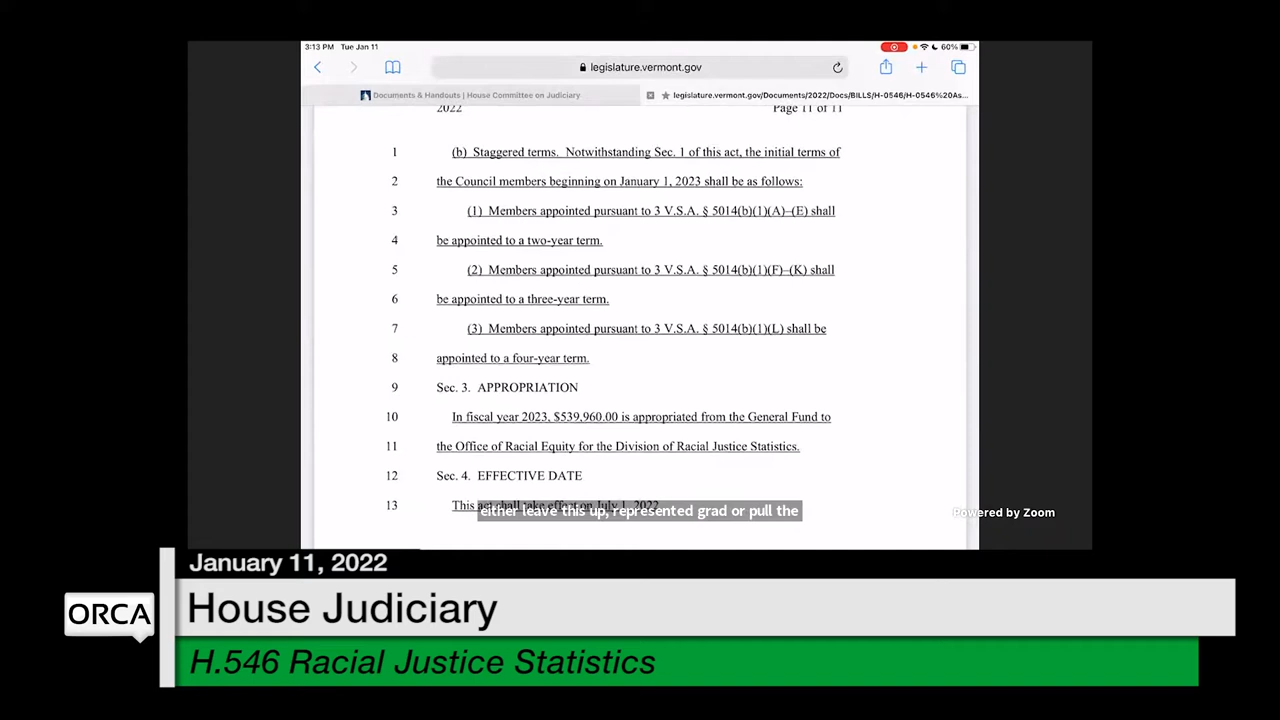 3:13 PM Tue Jan 11
60%
legislature.vermont.gov
Documents & Handouts | House Committee on Judiciary
legislature.vermont.gov/Documents/2022/Docs/BILLS/H-0546/H-0546%20As...
2022 Page 11 of 11
1 (b) Staggered terms. Notwithstanding Sec. 1 of this act, the initial terms of
2 the Council members beginning on January 1, 2023 shall be as follows:
3 (1) Members appointed pursuant to 3 V.S.A. § 5014(b)(1)(A)–(E) shall
4 be appointed to a two-year term.
5 (2) Members appointed pursuant to 3 V.S.A. § 5014(b)(1)(F)–(K) shall
6 be appointed to a three-year term.
7 (3) Members appointed pursuant to 3 V.S.A. § 5014(b)(1)(L) shall be
8 appointed to a four-year term.
9 Sec. 3. APPROPRIATION
10 In fiscal year 2023, $539,960.00 is appropriated from the General Fund to
11 the Office of Racial Equity for the Division of Racial Justice Statistics.
12 Sec. 4. EFFECTIVE DATE
13 This act shall take effect on July 1, 2022
either leave this up, represented grad or pull the
Powered by Zoom
January 11, 2022
ORCA
House Judiciary
H.546 Racial Justice Statistics